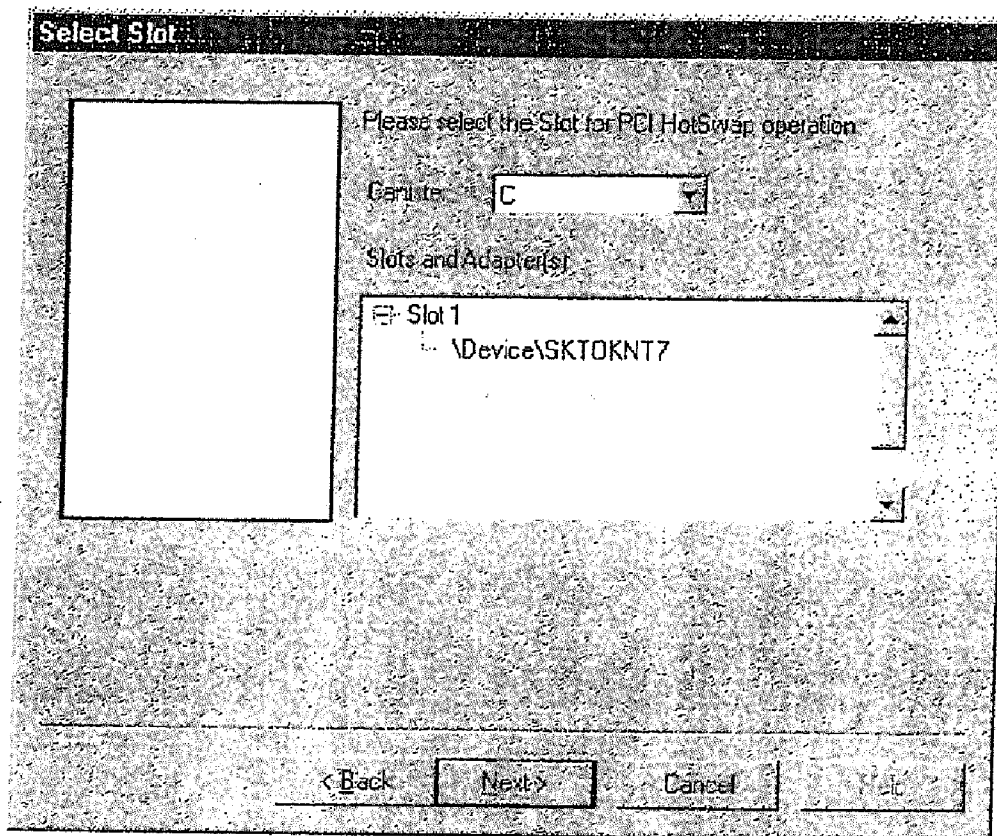 Select Slot
Please select the Slot for PCI HotSwap operation
C
Slots and Adapter(s)
Slot 1
\Device\SKTOKNT7
< Back
Next >
Cancel